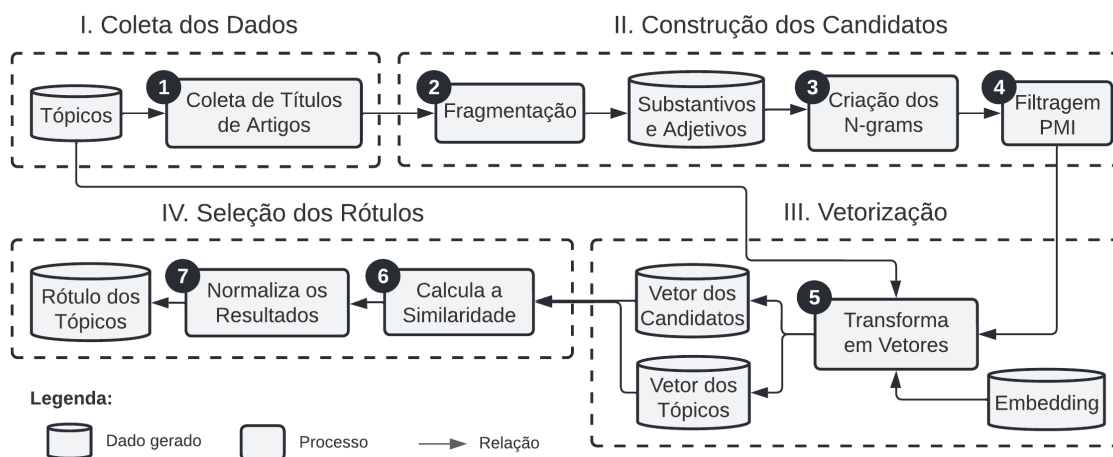 I. Coleta dos Dados
II. Construção dos Candidatos
Tópicos
1
Coleta de Títulos
de Artigos
2
Fragmentação
Substantivos
e Adjetivos
3
Criação dos
N-grams
4
Filtragem
PMI
IV. Seleção dos Rótulos
III. Vetorização
Rótulo dos
Tópicos
7
Normaliza os
Resultados
6
Calcula a
Similaridade
Vetor dos
Candidatos
5
Transforma
em Vetores
Vetor dos
Tópicos
Embedding
Legenda:
Dado gerado
Processo
Relação